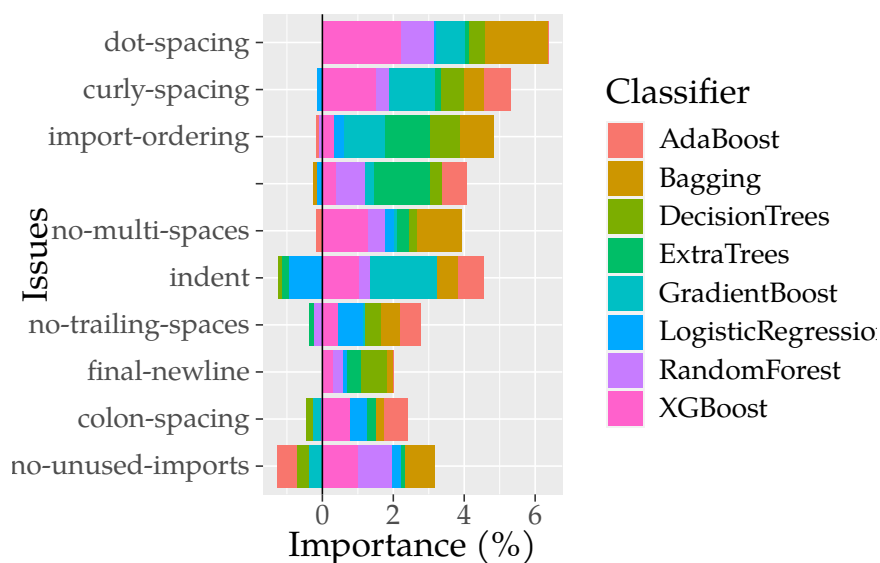 dot-spacing
curly-spacing
import-ordering
no-multi-spaces
indent
no-trailing-spaces
final-newline
colon-spacing
no-unused-imports
Issues
0 2 4 6
Importance (%)
Classifier
AdaBoost
Bagging
DecisionTrees
ExtraTrees
GradientBoost
LogisticRegression
RandomForest
XGBoost